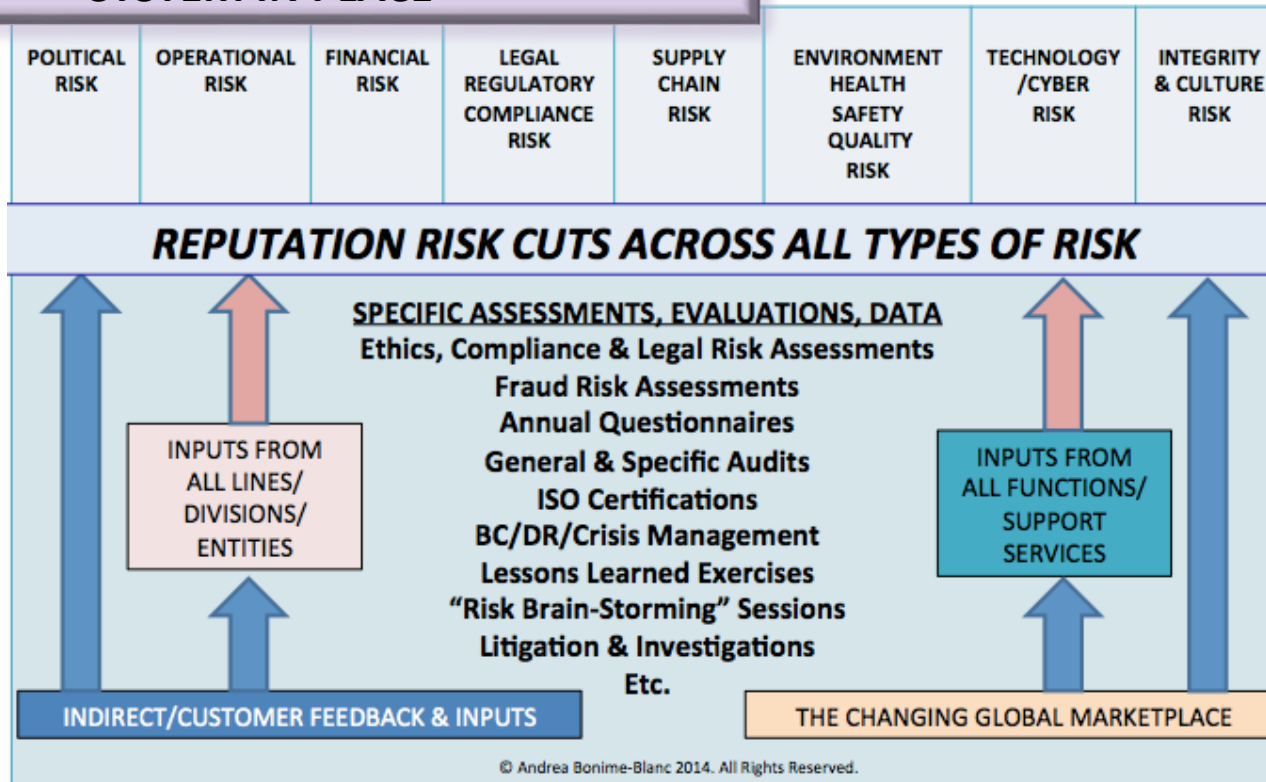 POLITICAL
RISK
OPERATIONAL
RISK
FINANCIAL
RISK
LEGAL
REGULATORY
COMPLIANCE
RISK
SUPPLY
CHAIN
RISK
ENVIRONMENT
HEALTH
SAFETY
QUALITY
RISK
TECHNOLOGY
/CYBER
RISK
INTEGRITY
& CULTURE
RISK
REPUTATION RISK CUTS ACROSS ALL TYPES OF RISK
SPECIFIC ASSESSMENTS, EVALUATIONS, DATA
Ethics, Compliance & Legal Risk Assessments
Fraud Risk Assessments
Annual Questionnaires
General & Specific Audits
ISO Certifications
BC/DR/Crisis Management
Lessons Learned Exercises
“Risk Brain-Storming” Sessions
Litigation & Investigations
Etc.
INPUTS FROM
ALL LINES/
DIVISIONS/
ENTITIES
INPUTS FROM
ALL FUNCTIONS/
SUPPORT
SERVICES
INDIRECT/CUSTOMER FEEDBACK & INPUTS
THE CHANGING GLOBAL MARKETPLACE
© Andrea Bonime-Blanc 2014. All Rights Reserved.